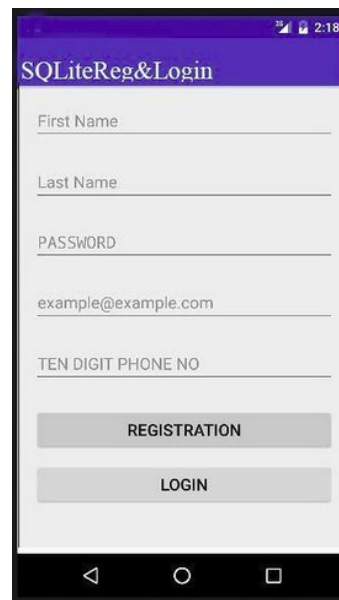 2:18
SQLiteReg&Login
First Name
Last Name
PASSWORD
example@example.com
TEN DIGIT PHONE NO
REGISTRATION
LOGIN